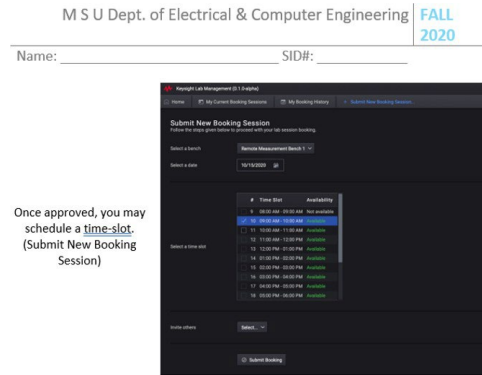 M S U Dept. of Electrical & Computer Engineering
FALL
2020
Name:
SID#:
Keysight Lab Management (0.1.0-alpha)
Home
My Current Booking Sessions
My Booking History
+ Submit New Booking Session...
Submit New Booking Session
Follow the steps given below to proceed with your lab session booking.
Select a bench
Remote Measurement Bench 1
Select a date
10/15/2020
# Time Slot Availability
9 08:00 AM - 09:00 AM Not available
10 09:00 AM - 10:00 AM Available
11 10:00 AM - 11:00 AM Available
12 11:00 AM - 12:00 PM Available
13 12:00 PM - 01:00 PM Available
14 01:00 PM - 02:00 PM Available
Select a time slot
15 02:00 PM - 03:00 PM Available
16 03:00 PM - 04:00 PM Available
17 04:00 PM - 05:00 PM Available
18 05:00 PM - 06:00 PM Available
Invite others
Select...
Submit Booking
Once approved, you may
schedule a time-slot.
(Submit New Booking
Session)